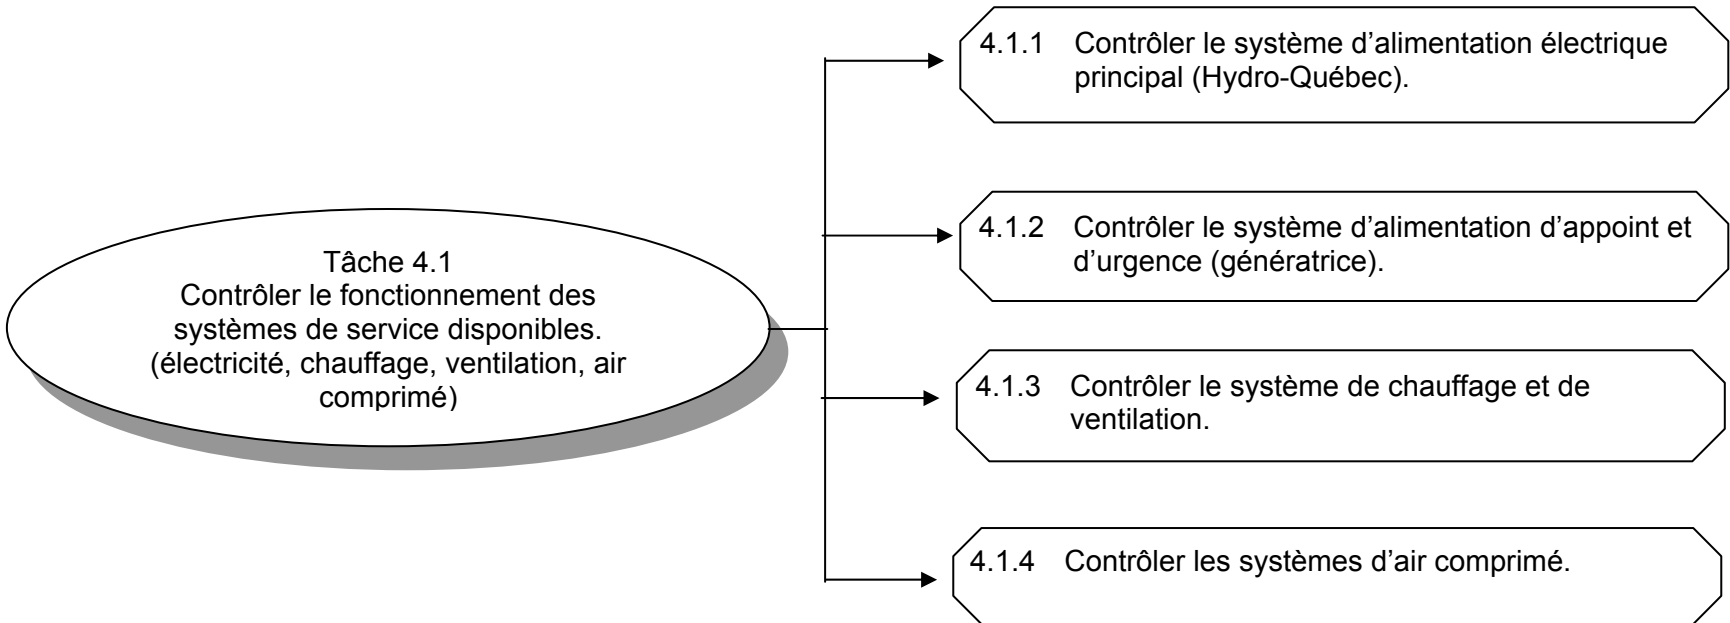 Tâche 4.1
Contrôler le fonctionnement des
systèmes de service disponibles.
(électricité, chauffage, ventilation, air
comprimé)
4.1.1 Contrôler le système d’alimentation électrique
principal (Hydro-Québec).
4.1.2 Contrôler le système d’alimentation d’appoint et
d’urgence (génératrice).
4.1.3 Contrôler le système de chauffage et de
ventilation.
4.1.4 Contrôler les systèmes d’air comprimé.